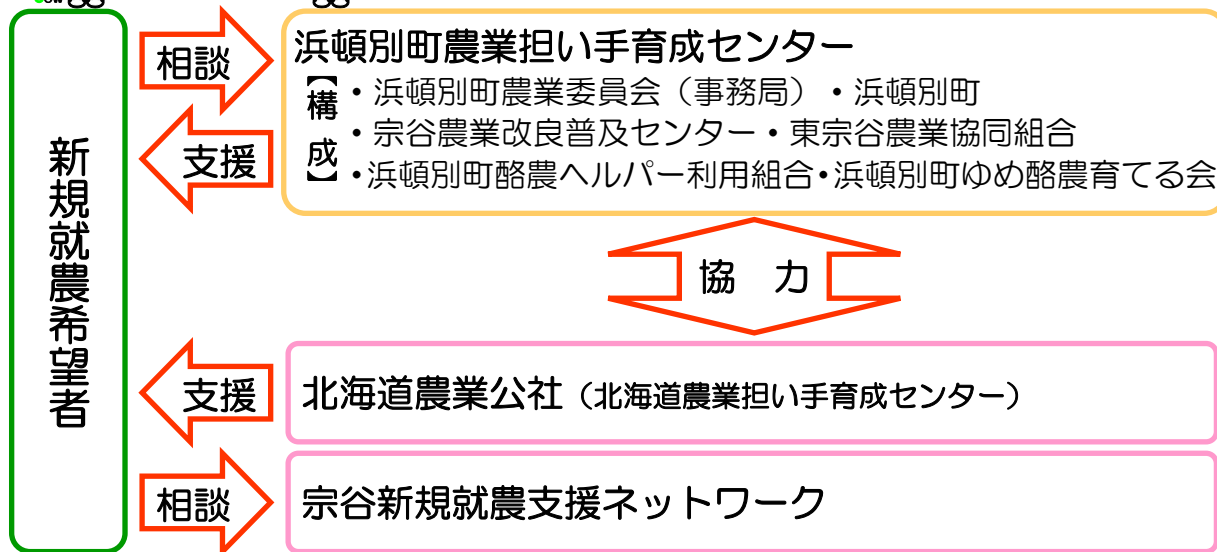 新規就農希望者
相談
支援
浜頓別町農業担い手育成センター
【構成】
・浜頓別町農業委員会（事務局）・浜頓別町
・宗谷農業改良普及センター・東宗谷農業協同組合
・浜頓別町酪農ヘルパー利用組合・浜頓別町ゆめ酪農育てる会
協 力
支援
北海道農業公社（北海道農業担い手育成センター）
相談
宗谷新規就農支援ネットワーク